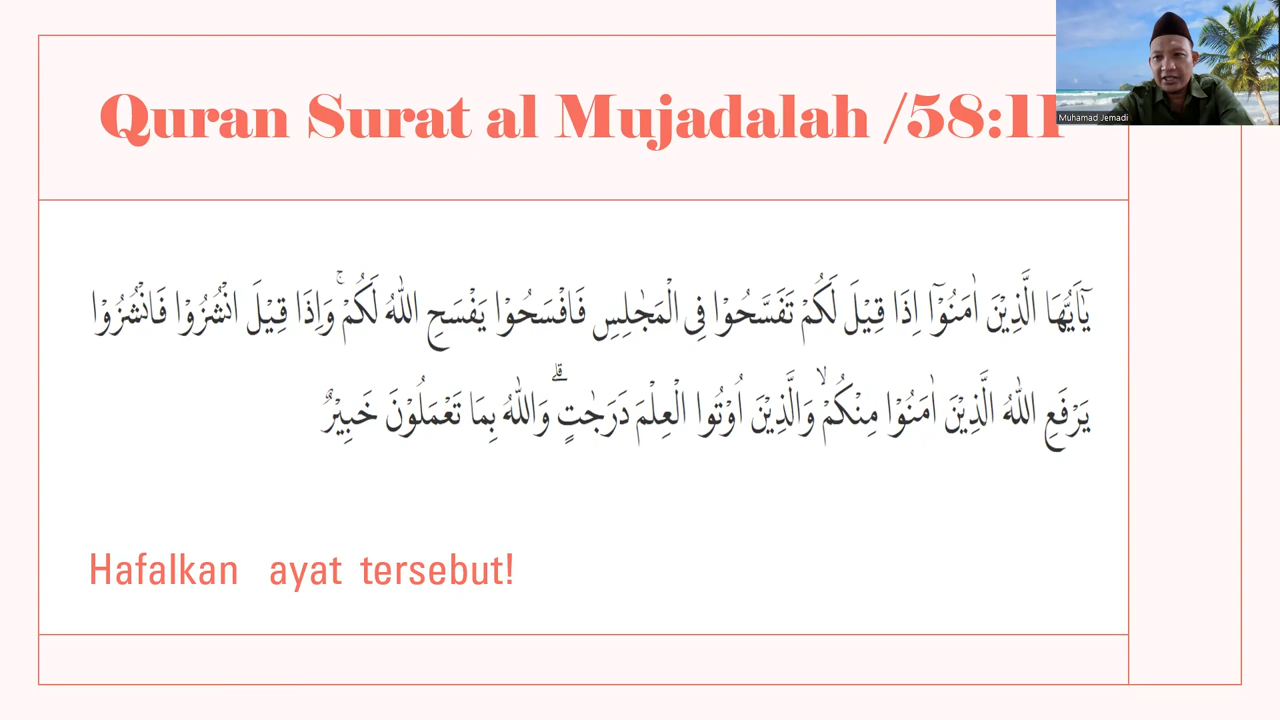 Quran Surat al Mujadalah /58:11
Muhamad Jemadi
يٰٓاَيُّهَا الَّذِيْنَ اٰمَنُوْٓا اِذَا قِيْلَ لَكُمْ تَفَسَّحُوْا فِى الْمَجٰلِسِ فَافْسَحُوْا يَفْسَحِ اللّٰهُ لَكُمْۚ وَاِذَا قِيْلَ انْشُزُوْا فَانْشُزُوْا
يَرْفَعِ اللّٰهُ الَّذِيْنَ اٰمَنُوْا مِنْكُمْۙ وَالَّذِيْنَ اُوْتُوا الْعِلْمَ دَرَجٰتٍۗ وَاللّٰهُ بِمَا تَعْمَلُوْنَ خَبِيْرٌ
Hafalkan ayat tersebut!